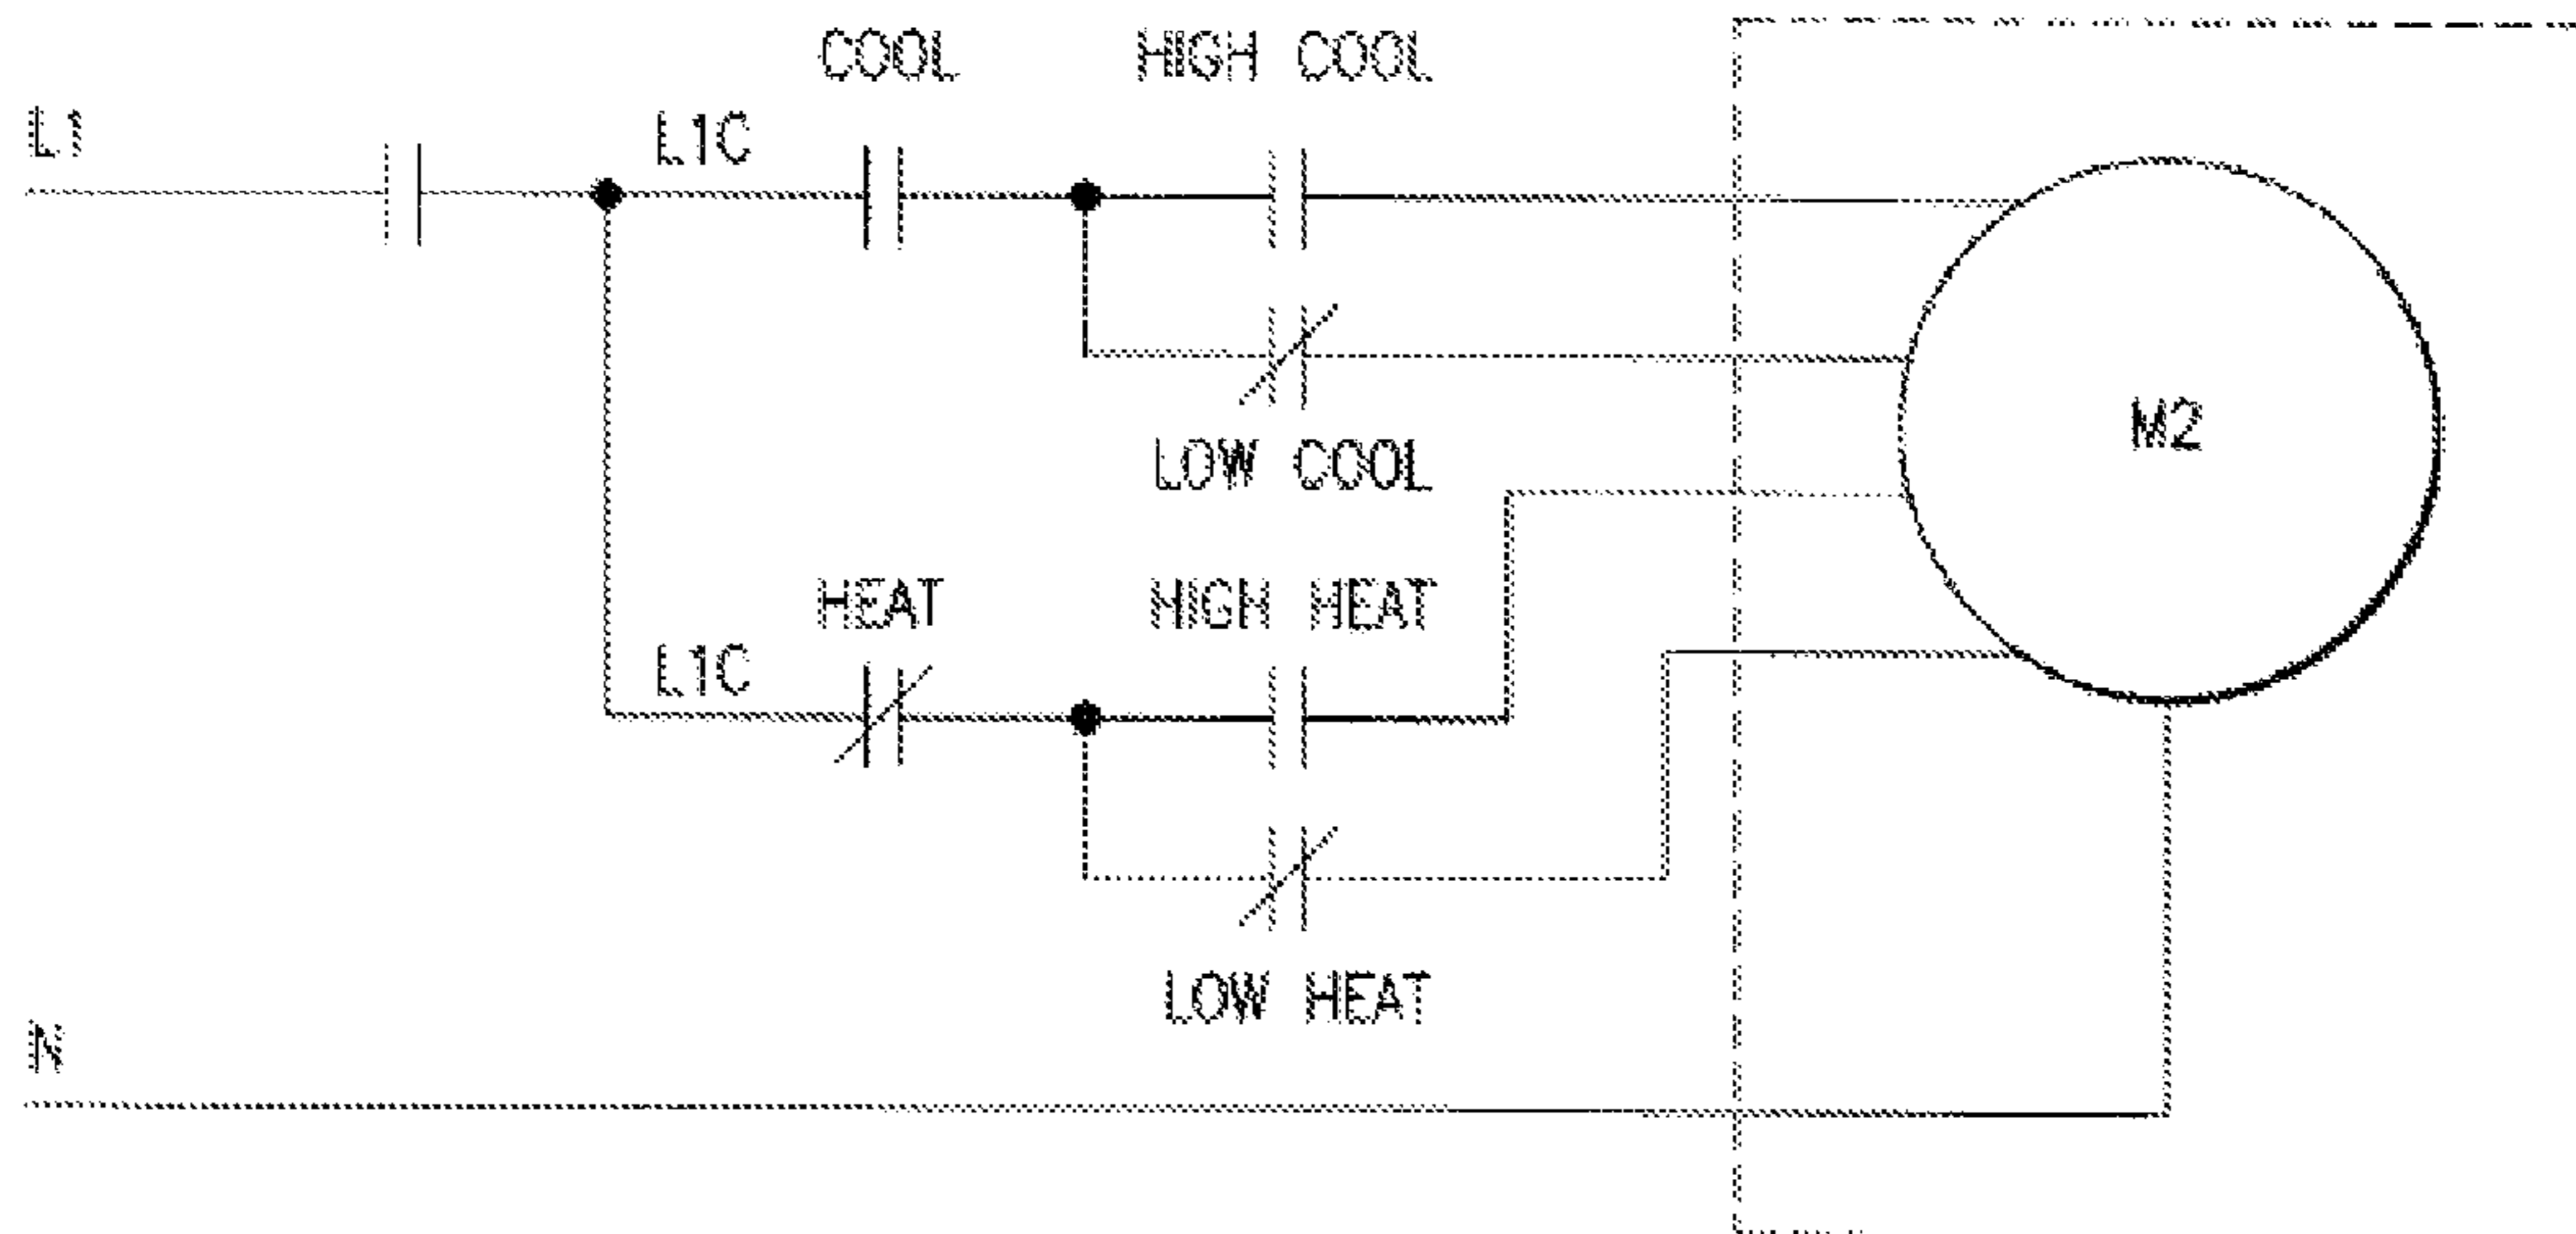 COOL HIGH COOL
L1 L1C
M2
LOW COOL
HEAT HIGH HEAT
L1C
LOW HEAT
N